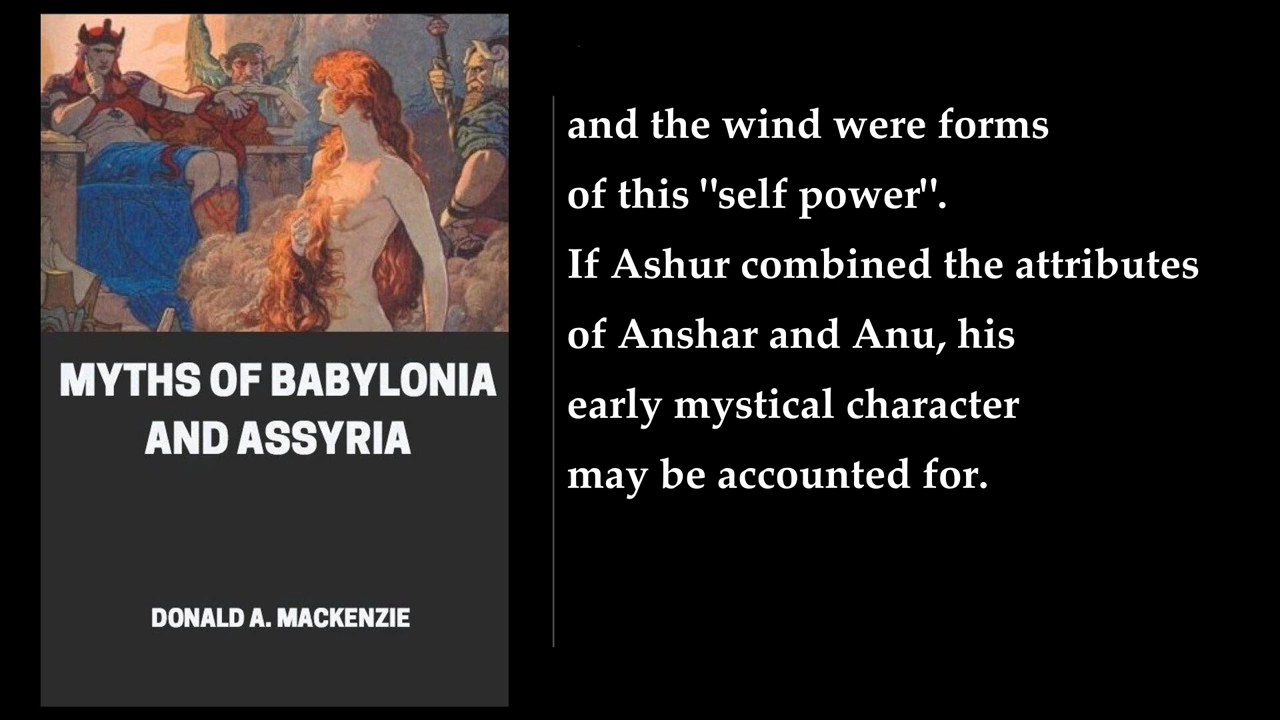 MYTHS OF BABYLONIA
AND ASSYRIA
DONALD A. MACKENZIE
and the wind were forms
of this "self power".
If Ashur combined the attributes
of Anshar and Anu, his
early mystical character
may be accounted for.